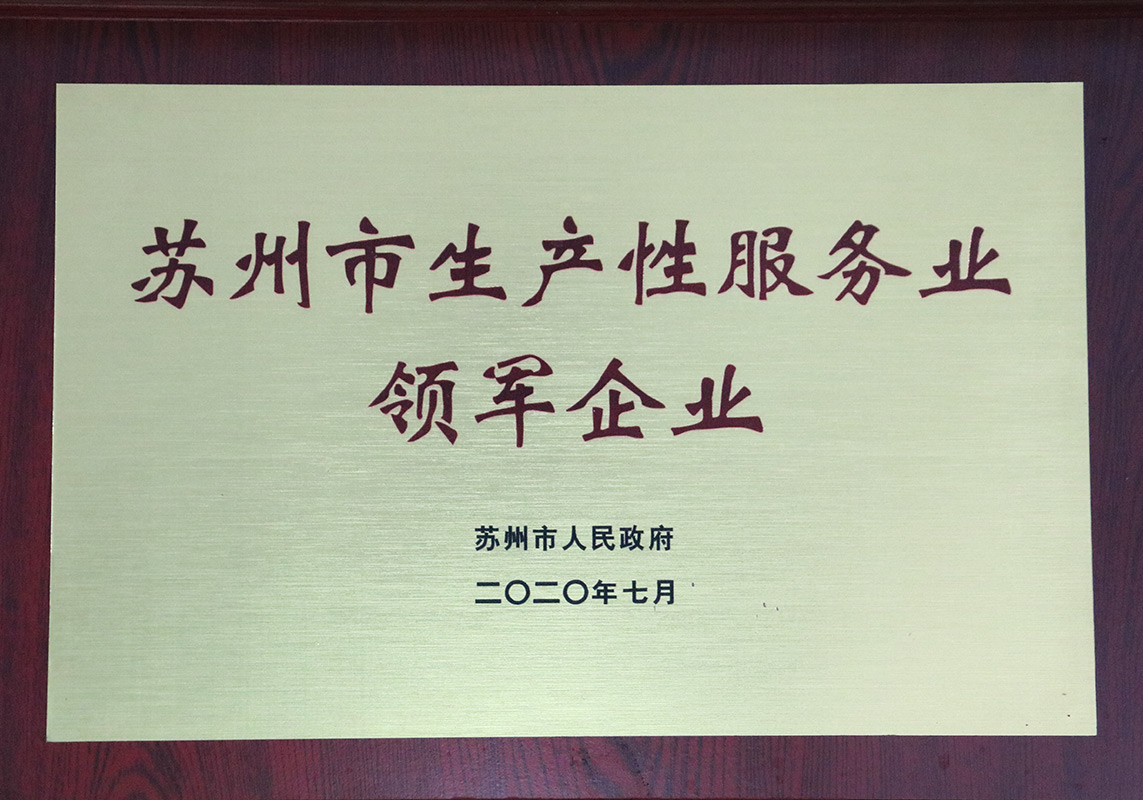 苏州市生产性服务业
领军企业
苏州市人民政府
二〇二〇年七月